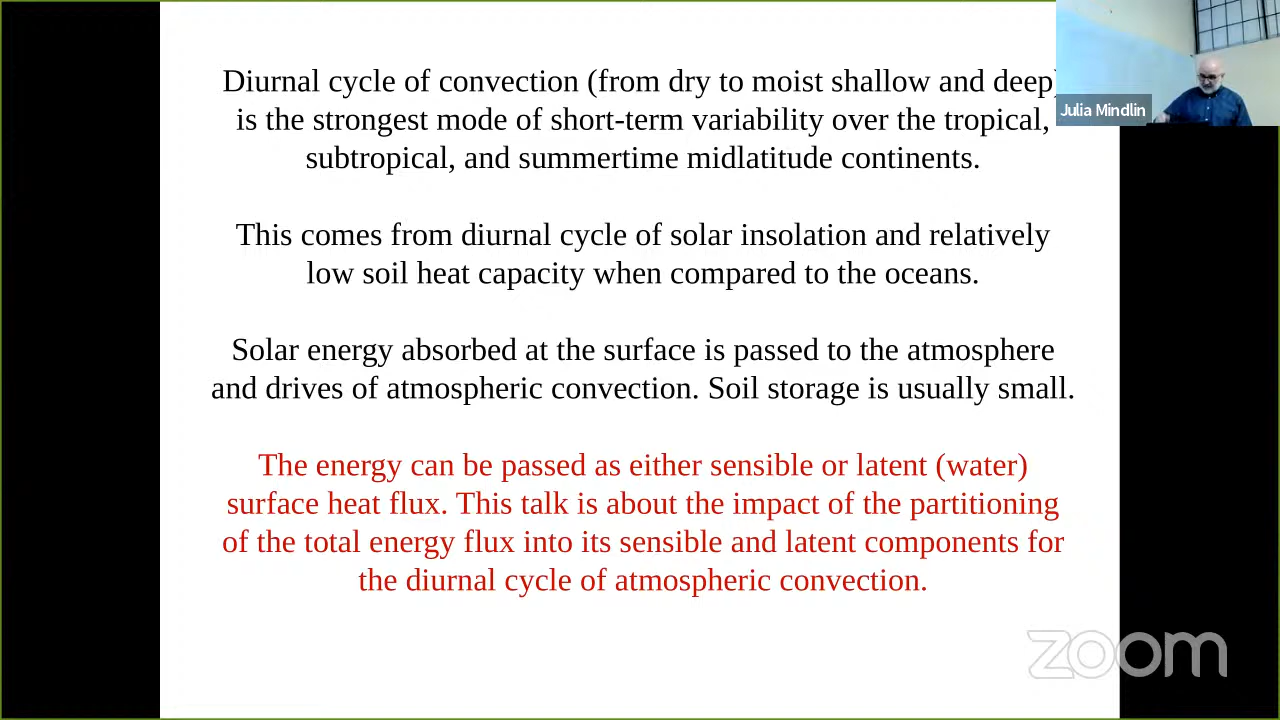 Diurnal cycle of convection (from dry to moist shallow and deep)
is the strongest mode of short-term variability over the tropical,
subtropical, and summertime midlatitude continents.
This comes from diurnal cycle of solar insolation and relatively
low soil heat capacity when compared to the oceans.
Solar energy absorbed at the surface is passed to the atmosphere
and drives of atmospheric convection. Soil storage is usually small.
The energy can be passed as either sensible or latent (water)
surface heat flux. This talk is about the impact of the partitioning
of the total energy flux into its sensible and latent components for
the diurnal cycle of atmospheric convection.
Julia Mindlin
zoom